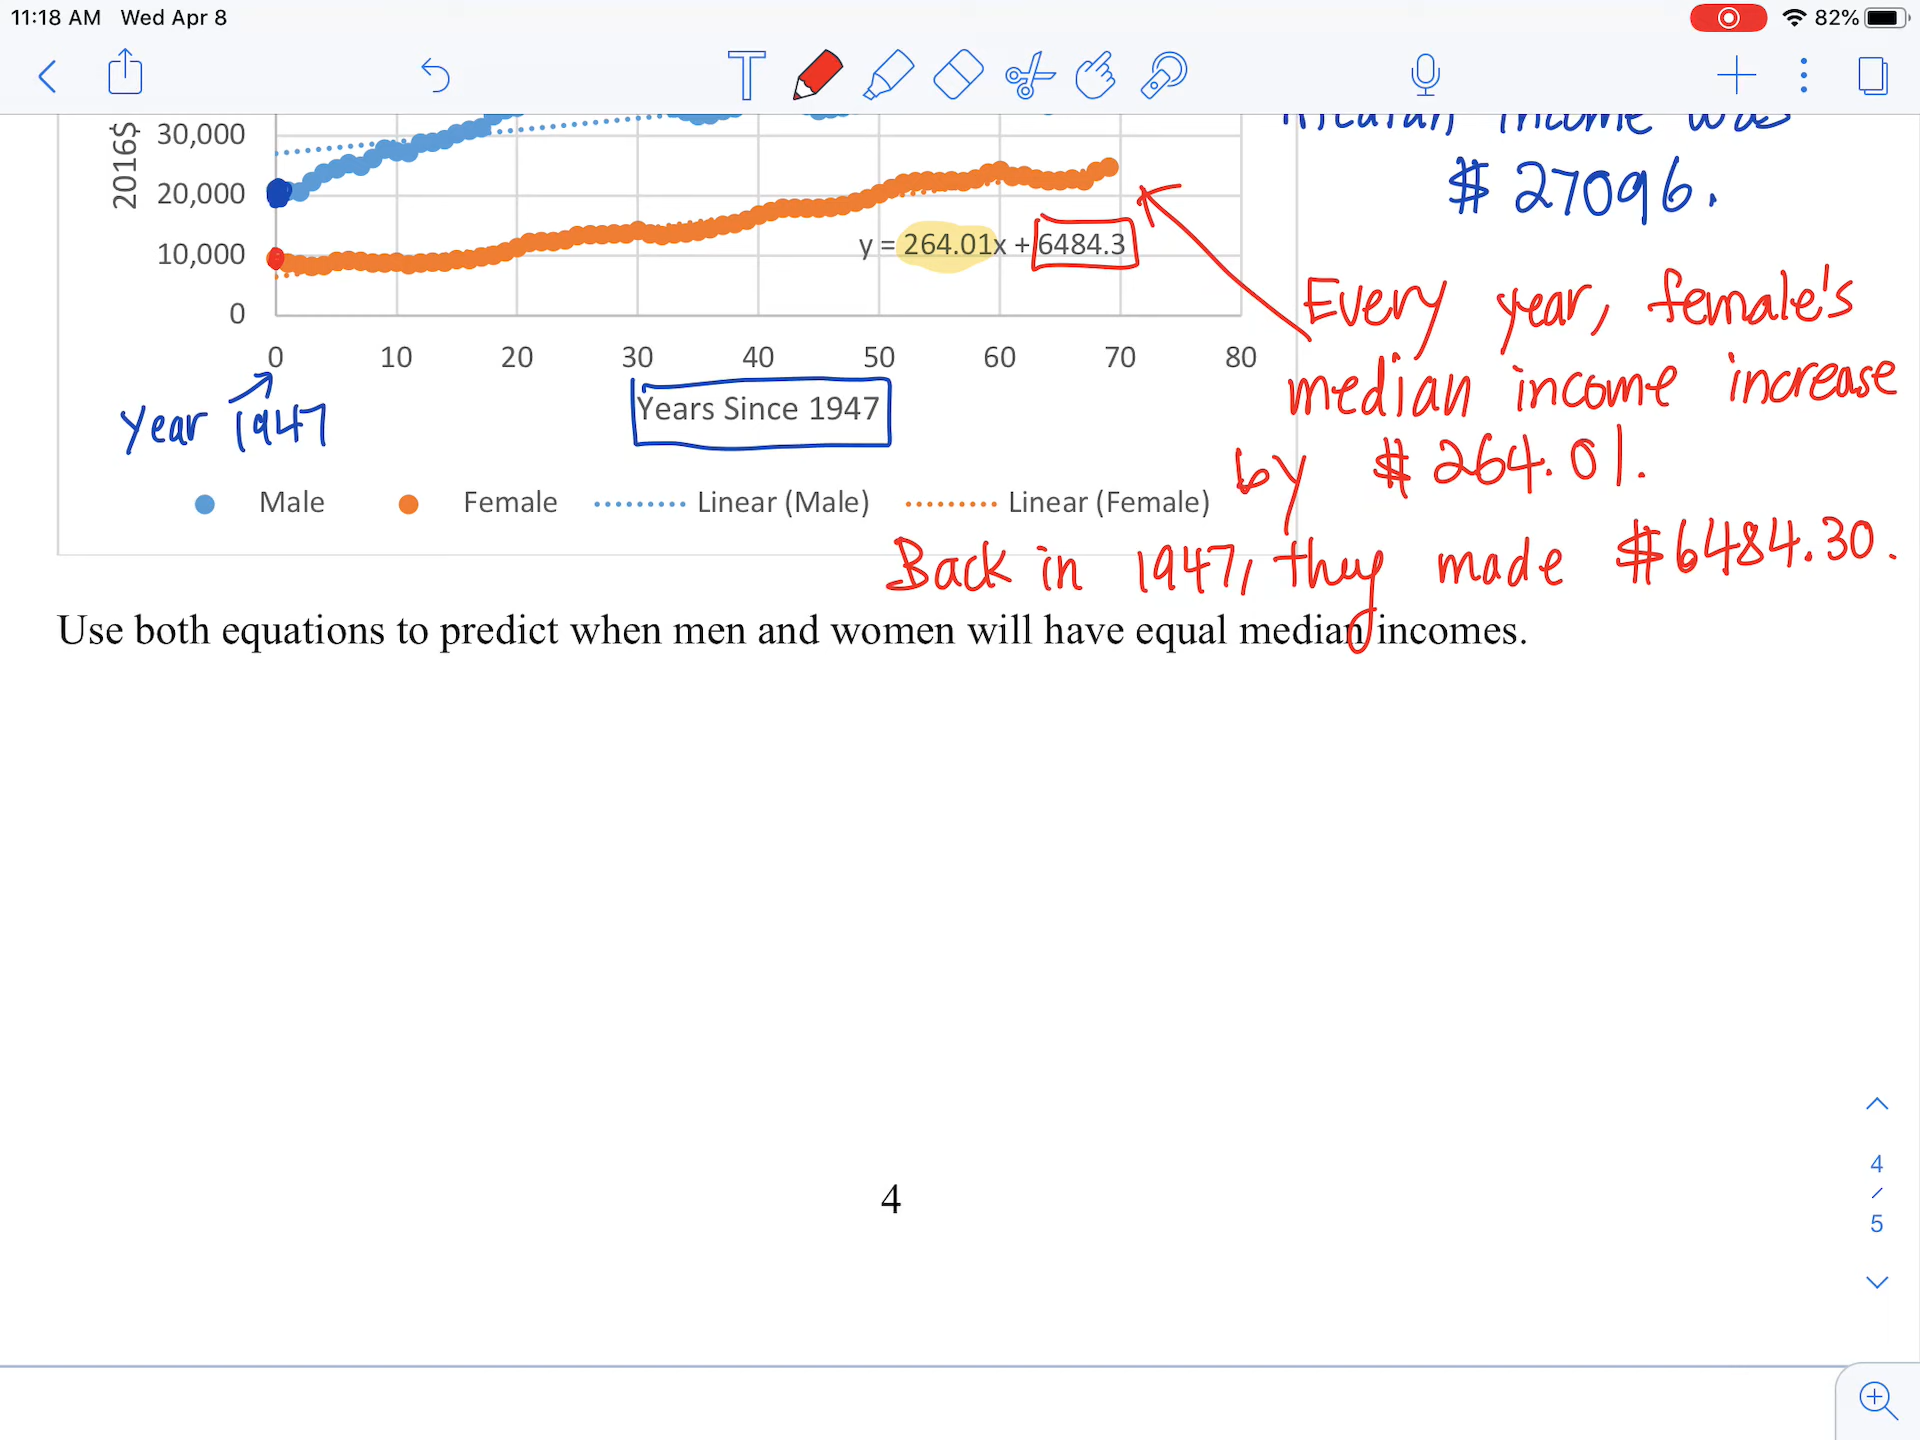 11:18 AM Wed Apr 8
82%
T
median income was
$ 27096.
2016$
30,000
20,000
10,000
0
y = 264.01x + 6484.3
0 10 20 30 40 50 60 70 80
Year 1947
Years Since 1947
Male Female Linear (Male) Linear (Female)
Every year, female's
median income increase
by $ 264.01.
Back in 1947, they made $6484.30.
Use both equations to predict when men and women will have equal median incomes.
4
4
/
5